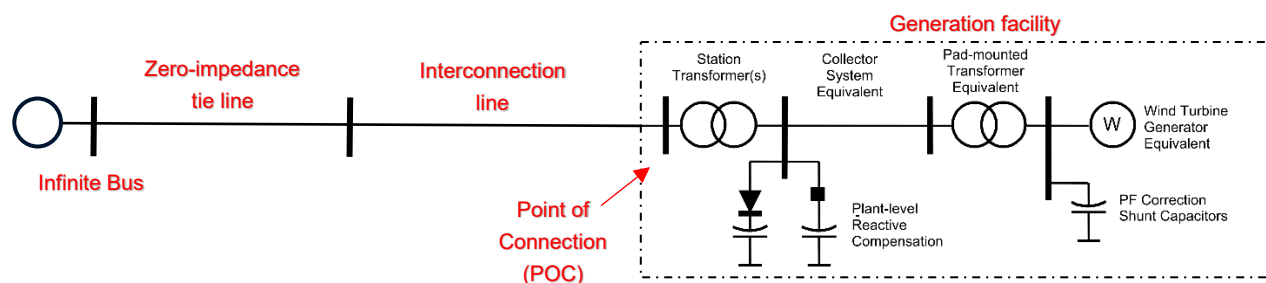 Generation facility
Zero-impedance
tie line
Interconnection
line
Station
Transformer(s)
Collector
System
Equivalent
Pad-mounted
Transformer
Equivalent
W
Wind Turbine
Generator
Equivalent
Infinite Bus
Point of
Connection
(POC)
Plant-level
Reactive
Compensation
PF Correction
Shunt Capacitors